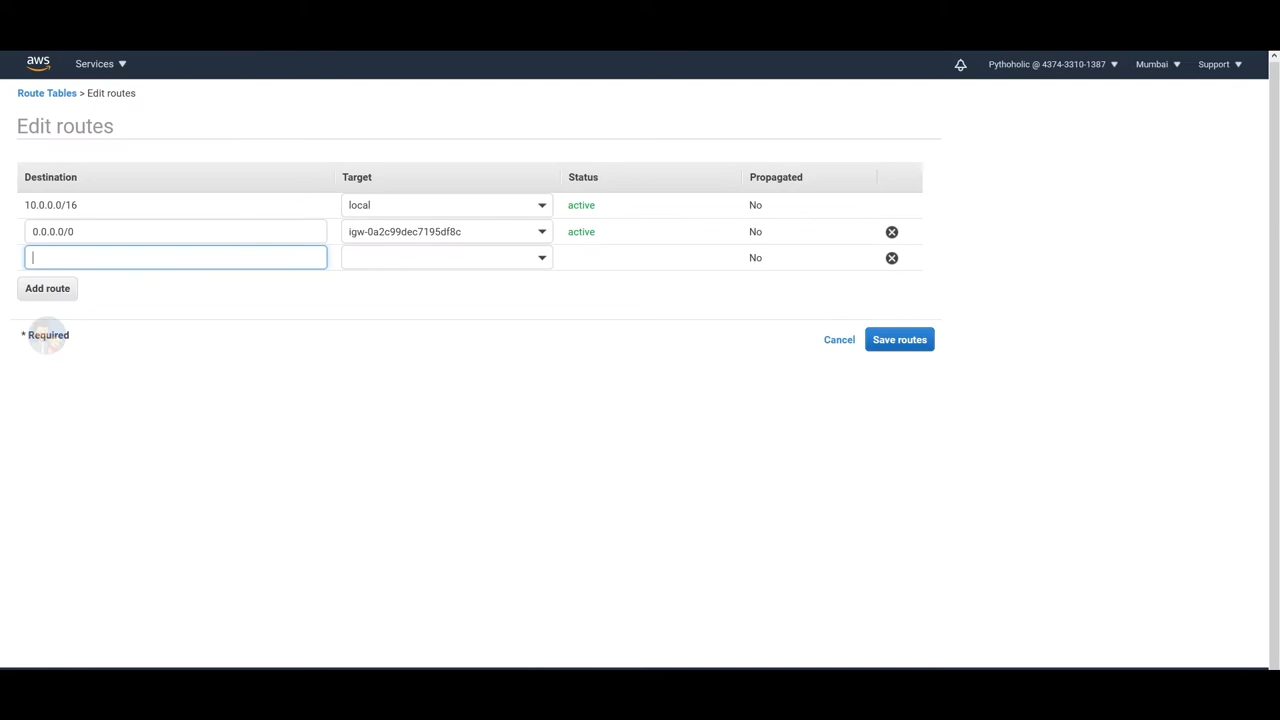 aws
Services
Pythoholic @ 4374-3310-1387
Mumbai
Support
Route Tables > Edit routes
Edit routes
Destination Target Status Propagated
10.0.0.0/16 local active No
0.0.0.0/0 igw-0a2c99dec7195df8c active No
No
Add route
* Required
Cancel
Save routes